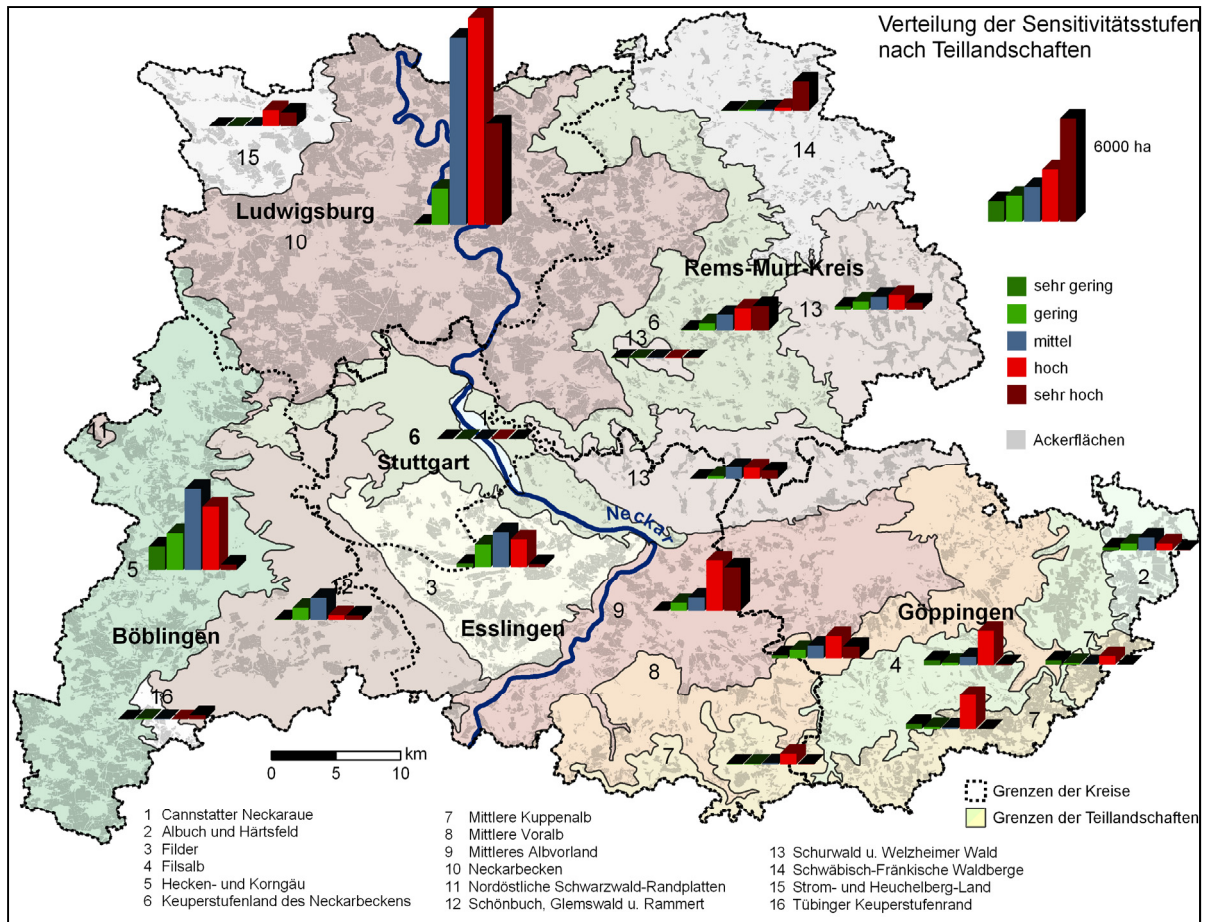 Verteilung der Sensitivitätsstufen
nach Teillandschaften
6000 ha
sehr gering
gering
mittel
hoch
sehr hoch
Ackerflächen
15
14
Ludwigsburg
10
Rems-Murr-Kreis
13
6
13
11
1
6
Stuttgart
13
Neckar
5
3
12
2
9
Böblingen
Esslingen
Göppingen
7
4
8
16
7
7
km
0 5 10
Grenzen der Kreise
Grenzen der Teillandschaften
1 Cannstatter Neckaraue
2 Albuch und Härtsfeld
3 Filder
4 Filsalb
5 Hecken- und Korngäu
6 Keuperstufenland des Neckarbeckens
7 Mittlere Kuppenalb
8 Mittlere Voralb
9 Mittleres Albvorland
10 Neckarbecken
11 Nordöstliche Schwarzwald-Randplatten
12 Schönbuch, Glemswald u. Rammert
13 Schurwald u. Welzheimer Wald
14 Schwäbisch-Fränkische Waldberge
15 Strom- und Heuchelberg-Land
16 Tübinger Keuperstufenrand